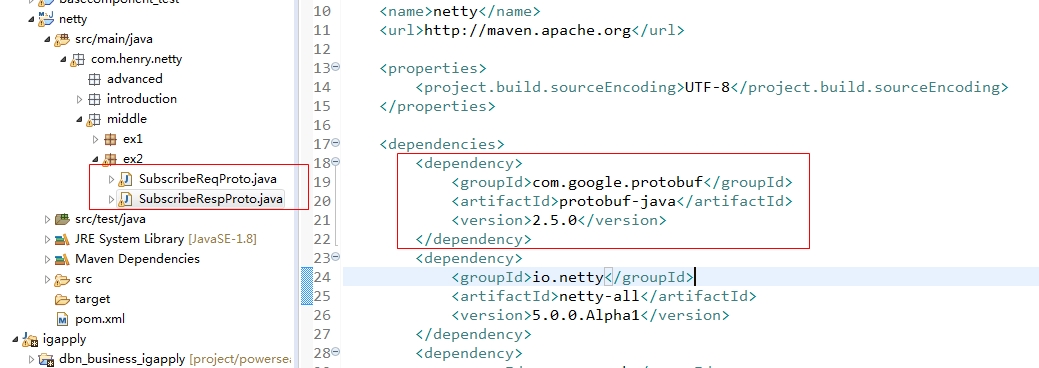 basecomponent_test
netty
src/main/java
com.henry.netty
advanced
introduction
middle
ex1
ex2
SubscribeReqProto.java
SubscribeRespProto.java
src/test/java
JRE System Library [JavaSE-1.8]
Maven Dependencies
src
target
pom.xml
igapply
dbn_business_igapply [project/powersea
10 <name>netty</name>
11 <url>http://maven.apache.org</url>
12
13 <properties>
14 <project.build.sourceEncoding>UTF-8</project.build.sourceEncoding>
15 </properties>
16
17 <dependencies>
18 <dependency>
19 <groupId>com.google.protobuf</groupId>
20 <artifactId>protobuf-java</artifactId>
21 <version>2.5.0</version>
22 </dependency>
23 <dependency>
24 <groupId>io.netty</groupId>
25 <artifactId>netty-all</artifactId>
26 <version>5.0.0.Alpha1</version>
27 </dependency>
28 <dependency>